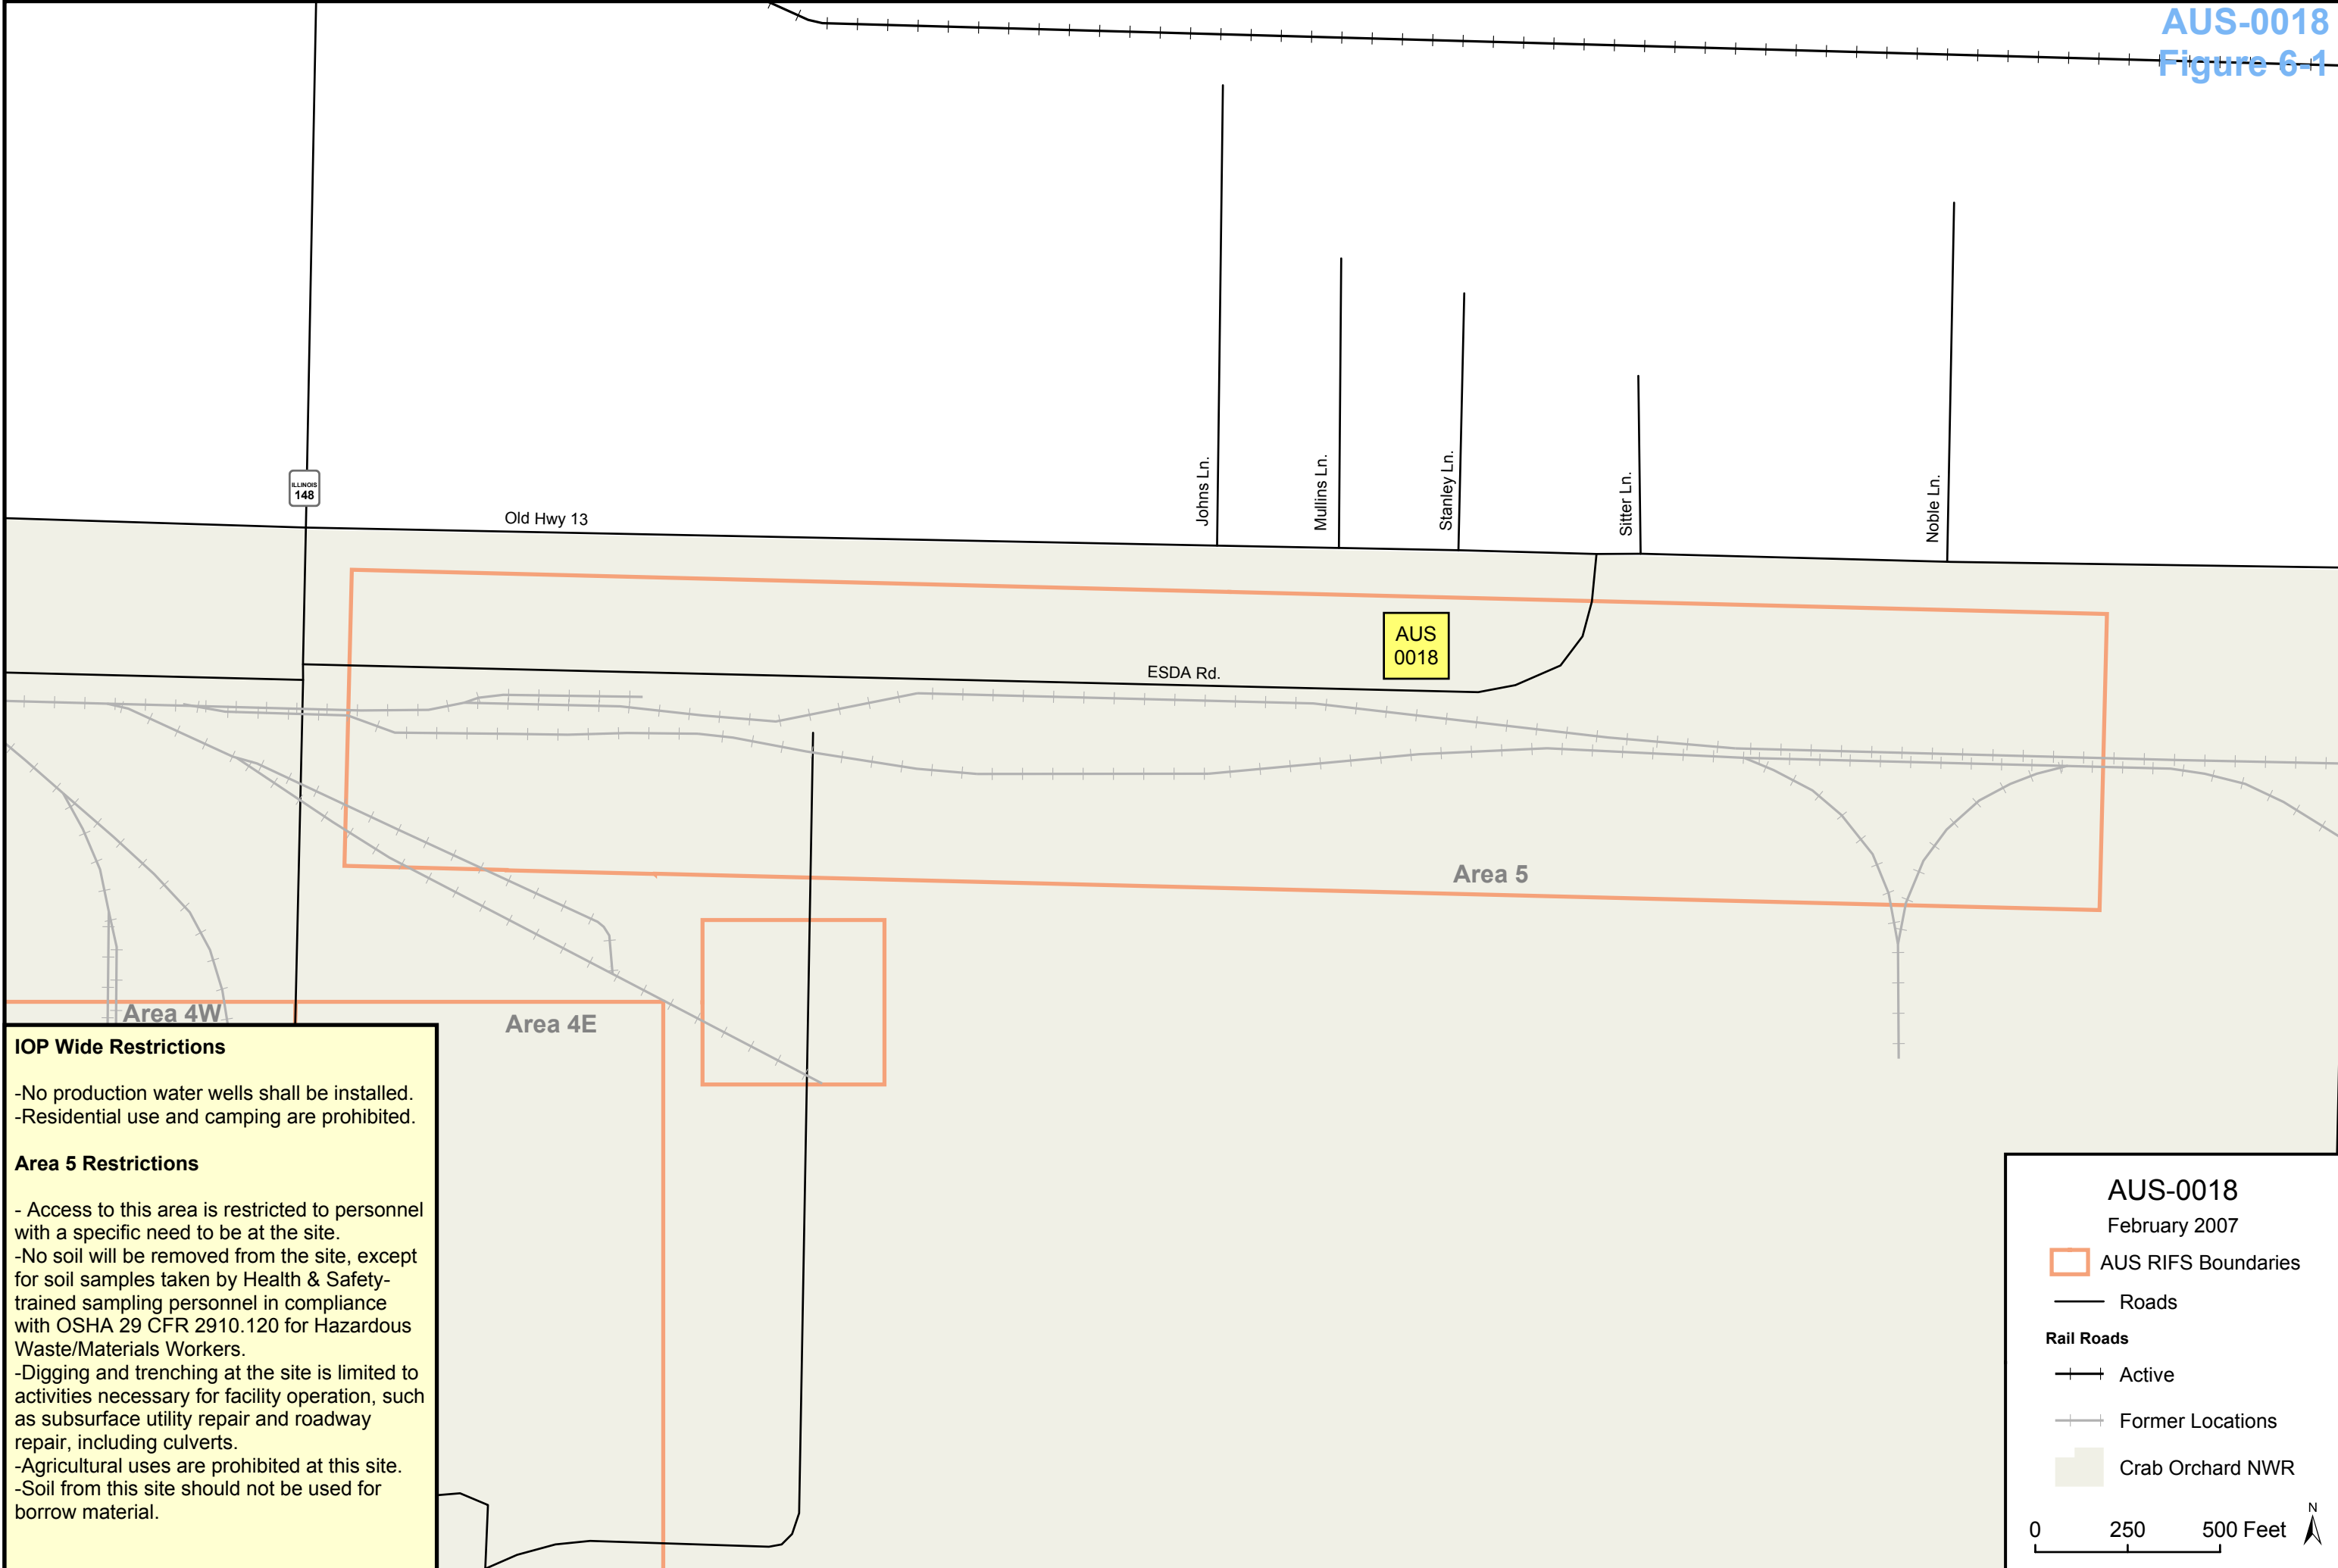 AUS-0018
Figure 6-1
ILLINOIS
148
Old Hwy 13
Johns Ln.
Mullins Ln.
Stanley Ln.
Sitter Ln.
Noble Ln.
AUS
0018
ESDA Rd.
Area 5
Area 4W
Area 4E
IOP Wide Restrictions
-No production water wells shall be installed.
-Residential use and camping are prohibited.
Area 5 Restrictions
- Access to this area is restricted to personnel
with a specific need to be at the site.
-No soil will be removed from the site, except
for soil samples taken by Health & Safety-
trained sampling personnel in compliance
with OSHA 29 CFR 2910.120 for Hazardous
Waste/Materials Workers.
-Digging and trenching at the site is limited to
activities necessary for facility operation, such
as subsurface utility repair and roadway
repair, including culverts.
-Agricultural uses are prohibited at this site.
-Soil from this site should not be used for
borrow material.
AUS-0018
February 2007
AUS RIFS Boundaries
Roads
Rail Roads
Active
Former Locations
Crab Orchard NWR
N
0 250 500 Feet